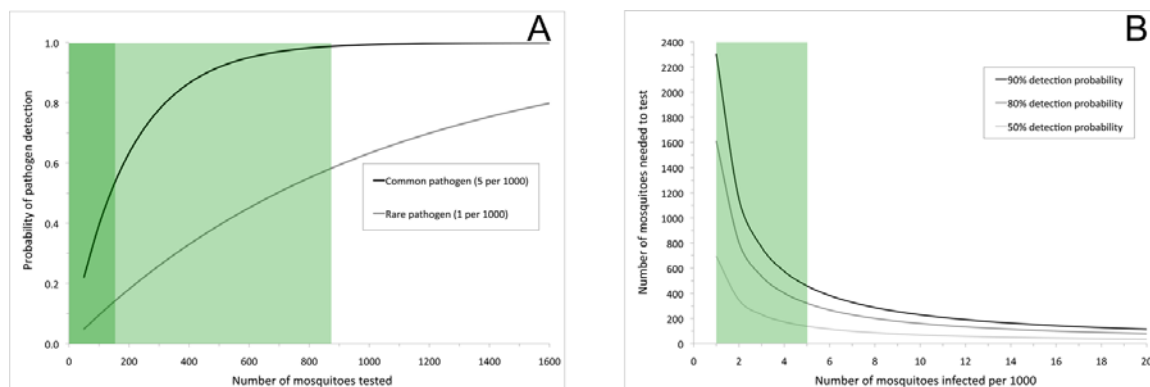 A
1.0
0.8
0.6
0.4
0.2
0.0
Probability of pathogen detection
Common pathogen (5 per 1000)
Rare pathogen (1 per 1000)
0 200 400 600 800 1000 1200 1400 1600
Number of mosquitoes tested
B
2400
2200
2000
1800
1600
1400
1200
1000
800
600
400
200
0
Number of mosquitoes needed to test
90% detection probability
80% detection probability
50% detection probability
0 2 4 6 8 10 12 14 16 18 20
Number of mosquitoes infected per 1000